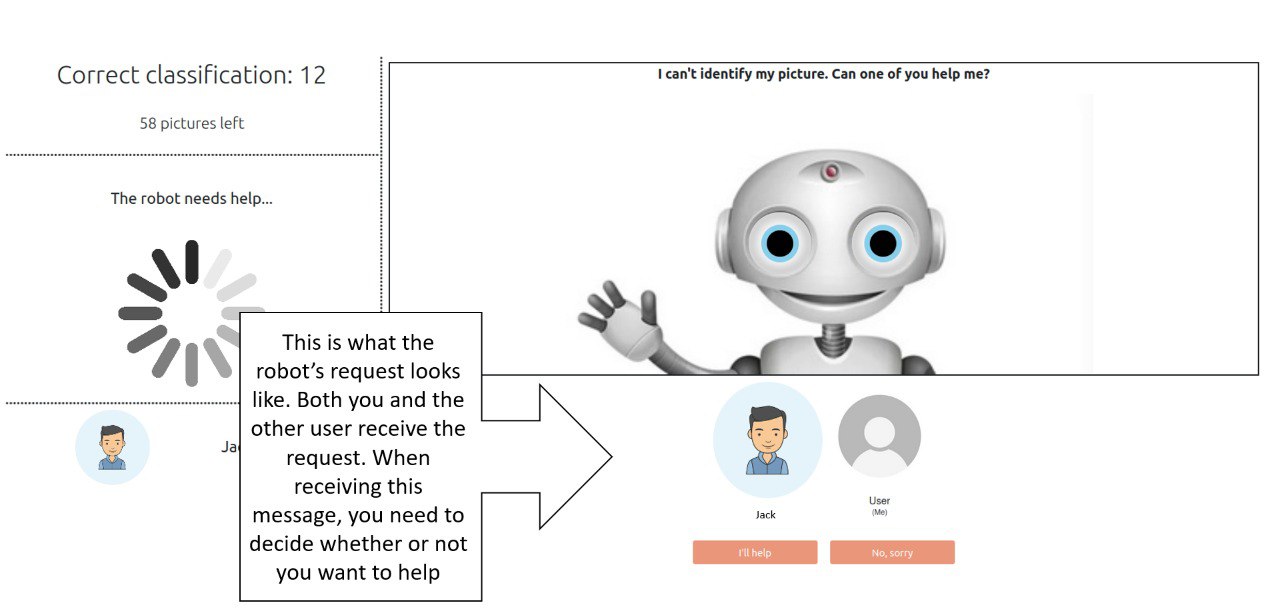 Correct classification: 12
58 pictures left
The robot needs help...
I can't identify my picture. Can one of you help me?
This is what the
robot’s request looks
like. Both you and the
other user receive the
request. When
receiving this
message, you need to
decide whether or not
you want to help
Jack
User
(Me)
I'll help
No, sorry